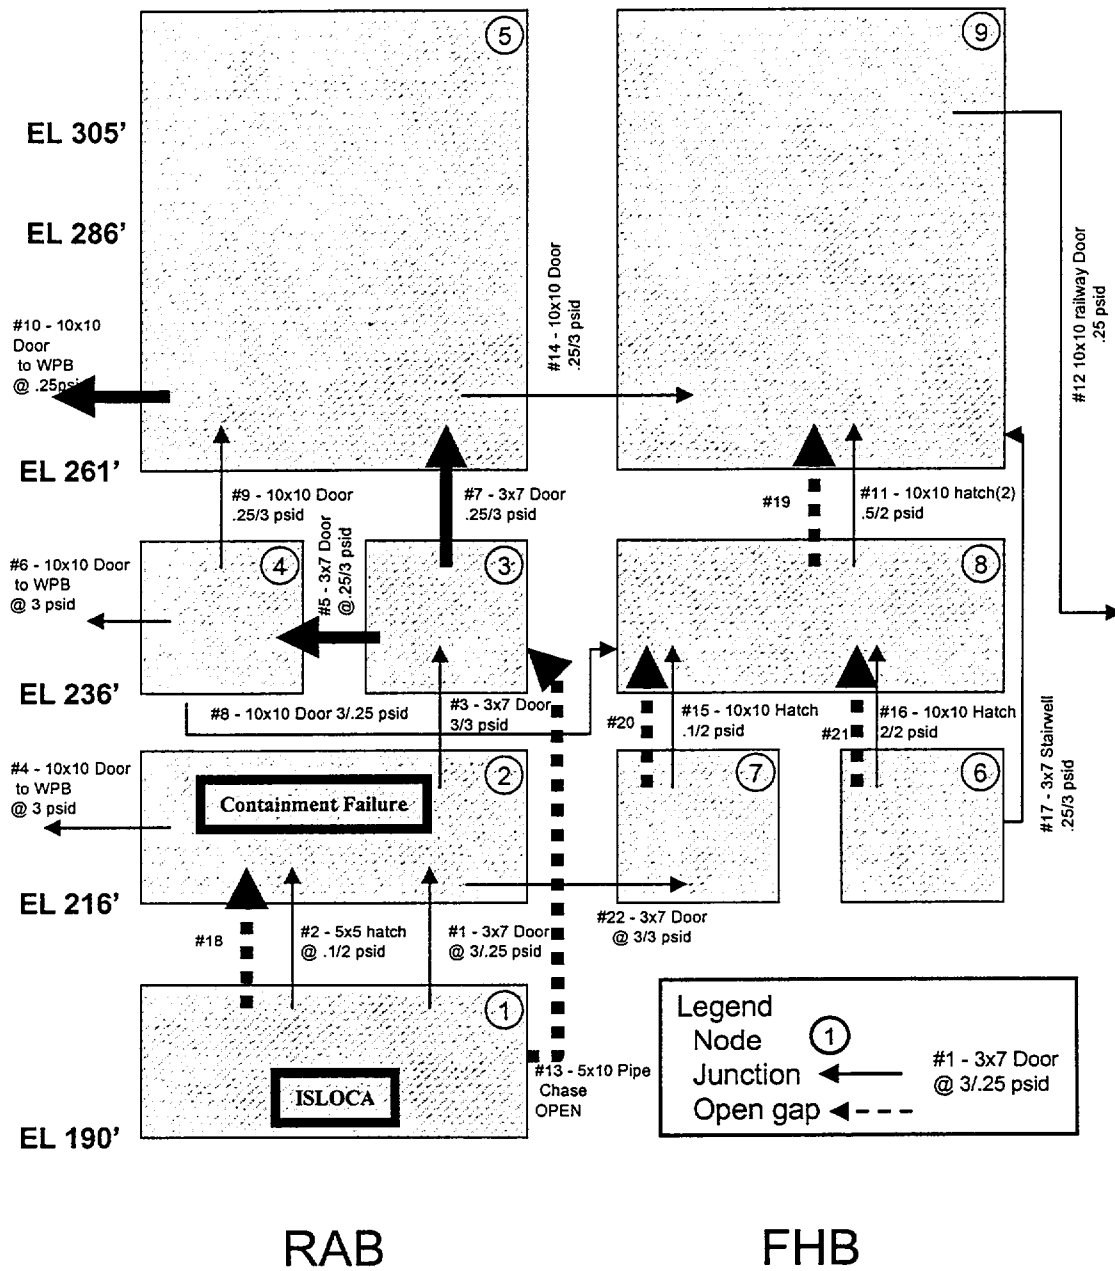 5
9
EL 305’
EL 286’
#10 - 10x10
Door
to WPB
@ .25psid
#14 - 10x10 Door
.25/3 psid
#12 10x10 railway Door
.25 psid
EL 261’
#9 - 10x10 Door
.25/3 psid
#7 - 3x7 Door
.25/3 psid
#19
#11 - 10x10 hatch(2)
.5/2 psid
#6 - 10x10 Door
to WPB
@ 3 psid
4
#5 - 3x7 Door
@.25/3 psid
3
8
EL 236’
#8 - 10x10 Door 3/.25 psid
#3 - 3x7 Door
3/3 psid
#20
#15 - 10x10 Hatch
.1/2 psid
#21
#16 - 10x10 Hatch
2/2 psid
#17 - 3x7 Stairwell
.25/3 psid
#4 - 10x10 Door
to WPB
@ 3 psid
2
Containment Failure
7
6
EL 216’
#18
#2 - 5x5 hatch
@ .1/2 psid
#1 - 3x7 Door
@ 3/.25 psid
#22 - 3x7 Door
@ 3/3 psid
1
ISLOCA
#13 - 5x10 Pipe
Chase
OPEN
EL 190’
Legend
Node 1
Junction
Open gap
#1 - 3x7 Door
@ 3/.25 psid
RAB
FHB